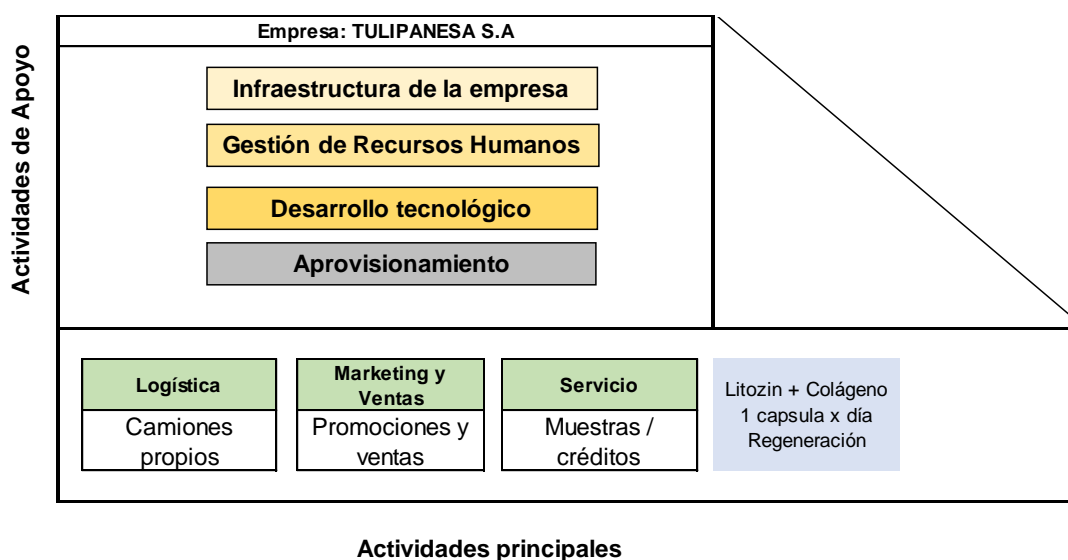 Empresa: TULIPANESA S.A
Actividades de Apoyo
Infraestructura de la empresa
Gestión de Recursos Humanos
Desarrollo tecnológico
Aprovisionamiento
Logística
Camiones
propios
Marketing y
Ventas
Promociones y
ventas
Servicio
Muestras /
créditos
Litozin + Colágeno
1 capsula x día
Regeneración
Actividades principales